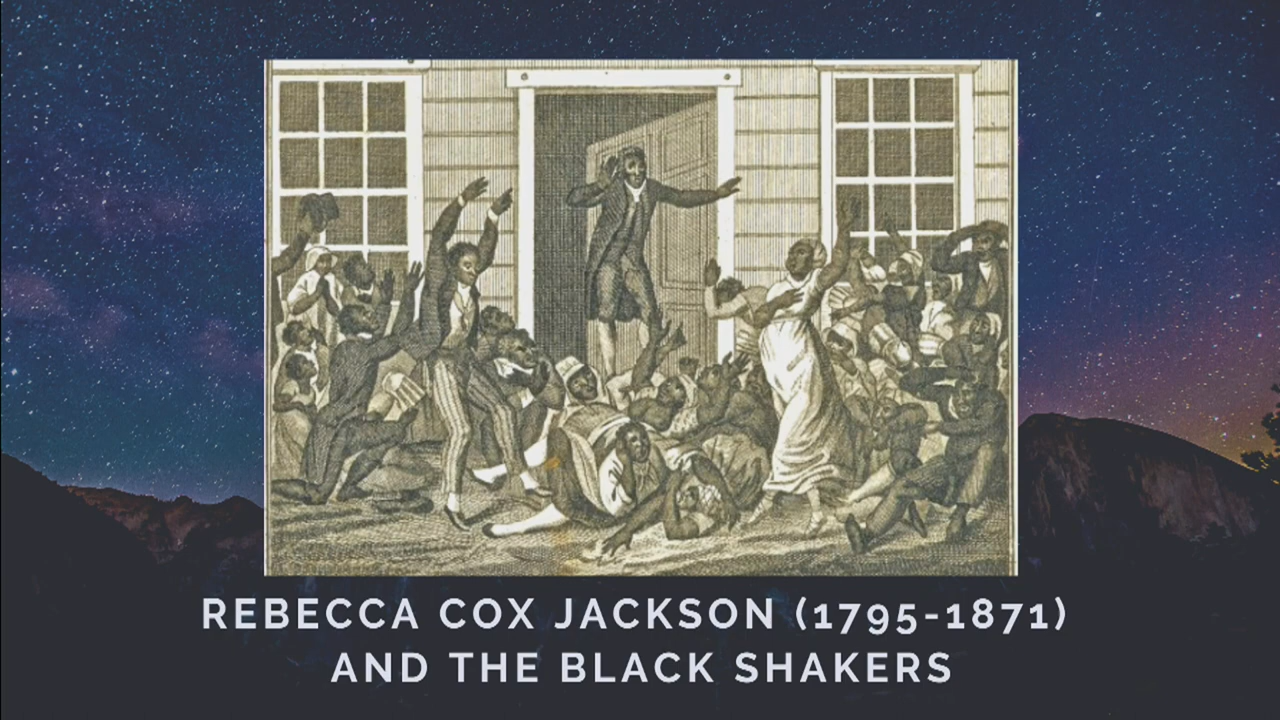 REBECCA COX JACKSON (1795-1871)
AND THE BLACK SHAKERS